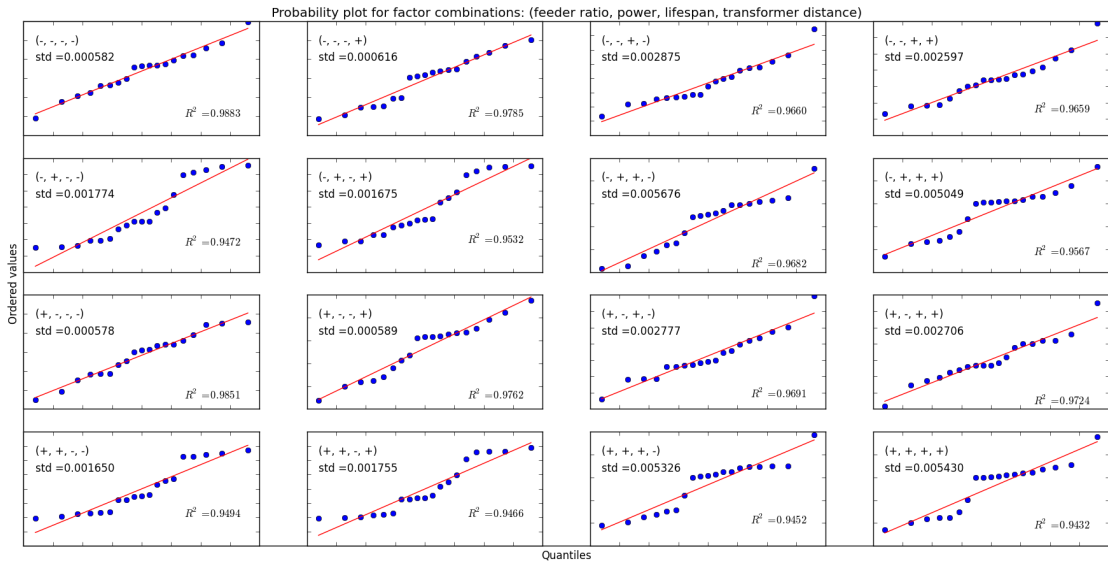 Probability plot for factor combinations: (feeder ratio, power, lifespan, transformer distance)
(-, -, -, -)
std =0.000582
R² =0.9883
(-, -, -, +)
std =0.000616
R² =0.9785
(-, -, +, -)
std =0.002875
R² =0.9660
(-, -, +, +)
std =0.002597
R² =0.9659
(-, +, -, -)
std =0.001774
R² =0.9472
(-, +, -, +)
std =0.001675
R² =0.9532
(-, +, +, -)
std =0.005676
R² =0.9682
(-, +, +, +)
std =0.005049
R² =0.9567
Ordered values
(+, -, -, -)
std =0.000578
R² =0.9851
(+, -, -, +)
std =0.000589
R² =0.9762
(+, -, +, -)
std =0.002777
R² =0.9691
(+, -, +, +)
std =0.002706
R² =0.9724
(+, +, -, -)
std =0.001650
R² =0.9494
(+, +, -, +)
std =0.001755
R² =0.9466
(+, +, +, -)
std =0.005326
R² =0.9452
(+, +, +, +)
std =0.005430
R² =0.9432
Quantiles